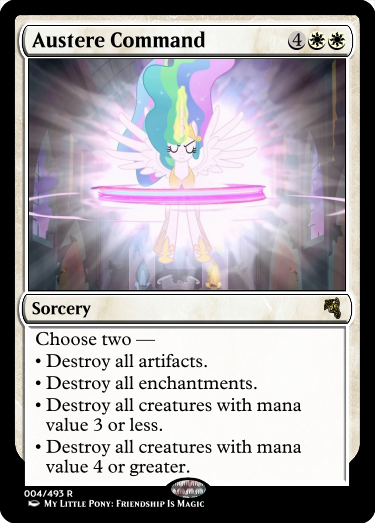 Austere Command 4
Sorcery
Choose two —
• Destroy all artifacts.
• Destroy all enchantments.
• Destroy all creatures with mana
value 3 or less.
• Destroy all creatures with mana
value 4 or greater.
004/493 R
My Little Pony: Friendship Is Magic